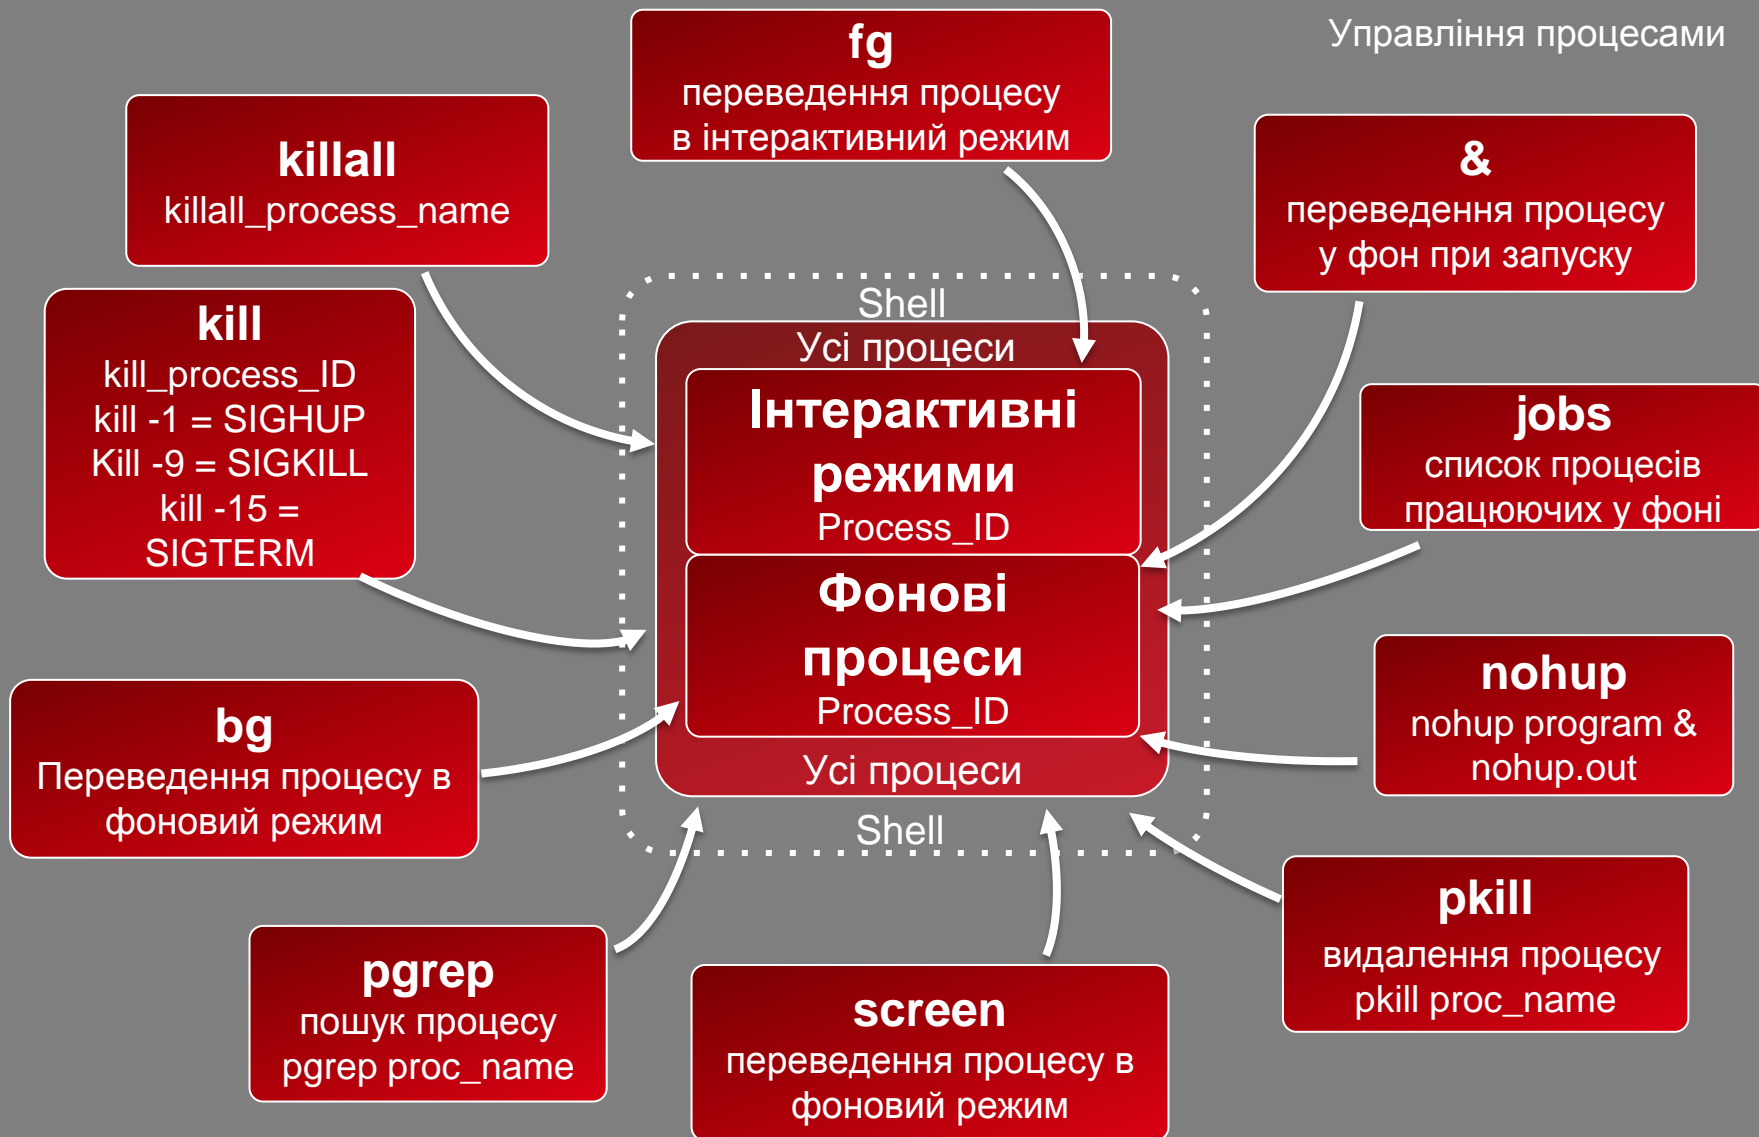 Управління процесами
fg
переведення процесу
в інтерактивний режим
killall
killall_process_name
&
переведення процесу
у фон при запуску
kill
kill_process_ID
kill -1 = SIGHUP
Kill -9 = SIGKILL
kill -15 =
SIGTERM
Shell
Усі процеси
Інтерактивні
режими
Process_ID
Фонові
процеси
Process_ID
Усі процеси
Shell
jobs
список процесів
працюючих у фоні
nohup
nohup program &
nohup.out
bg
Переведення процесу в
фоновий режим
pkill
видалення процесу
pkill proc_name
pgrep
пошук процесу
pgrep proc_name
screen
переведення процесу в
фоновий режим